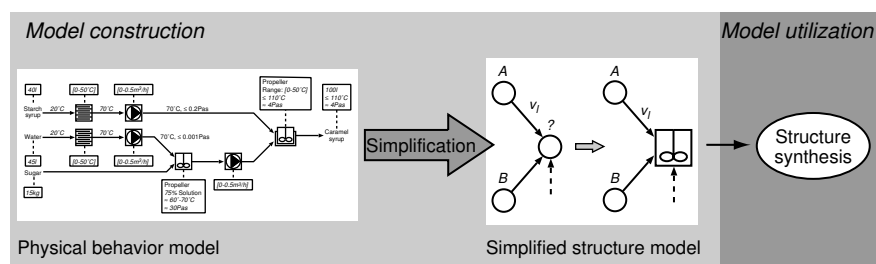 Model construction
Model utilization
40l
[0-50˚C]
[0-0.5m³/h]
Propeller
Range: [0-50˚C]
≤ 110˚C
≈ 4Pas
100l
≤ 110˚C
≈ 4Pas
Starch
syrup
20˚C
70˚C
70˚C, ≤ 0.2Pas
Water
20˚C
70˚C
70˚C, ≤ 0.001Pas
Caramel
syrup
45l
[0-50˚C]
[0-0.5m³/h]
Sugar
15kg
Propeller
75% Solution
≈ 60˚-70˚C
≈ 30Pas
[0-0.5m³/h]
Simplification
A
v_l
?
B
A
v_l
B
Structure
synthesis
Physical behavior model
Simplified structure model